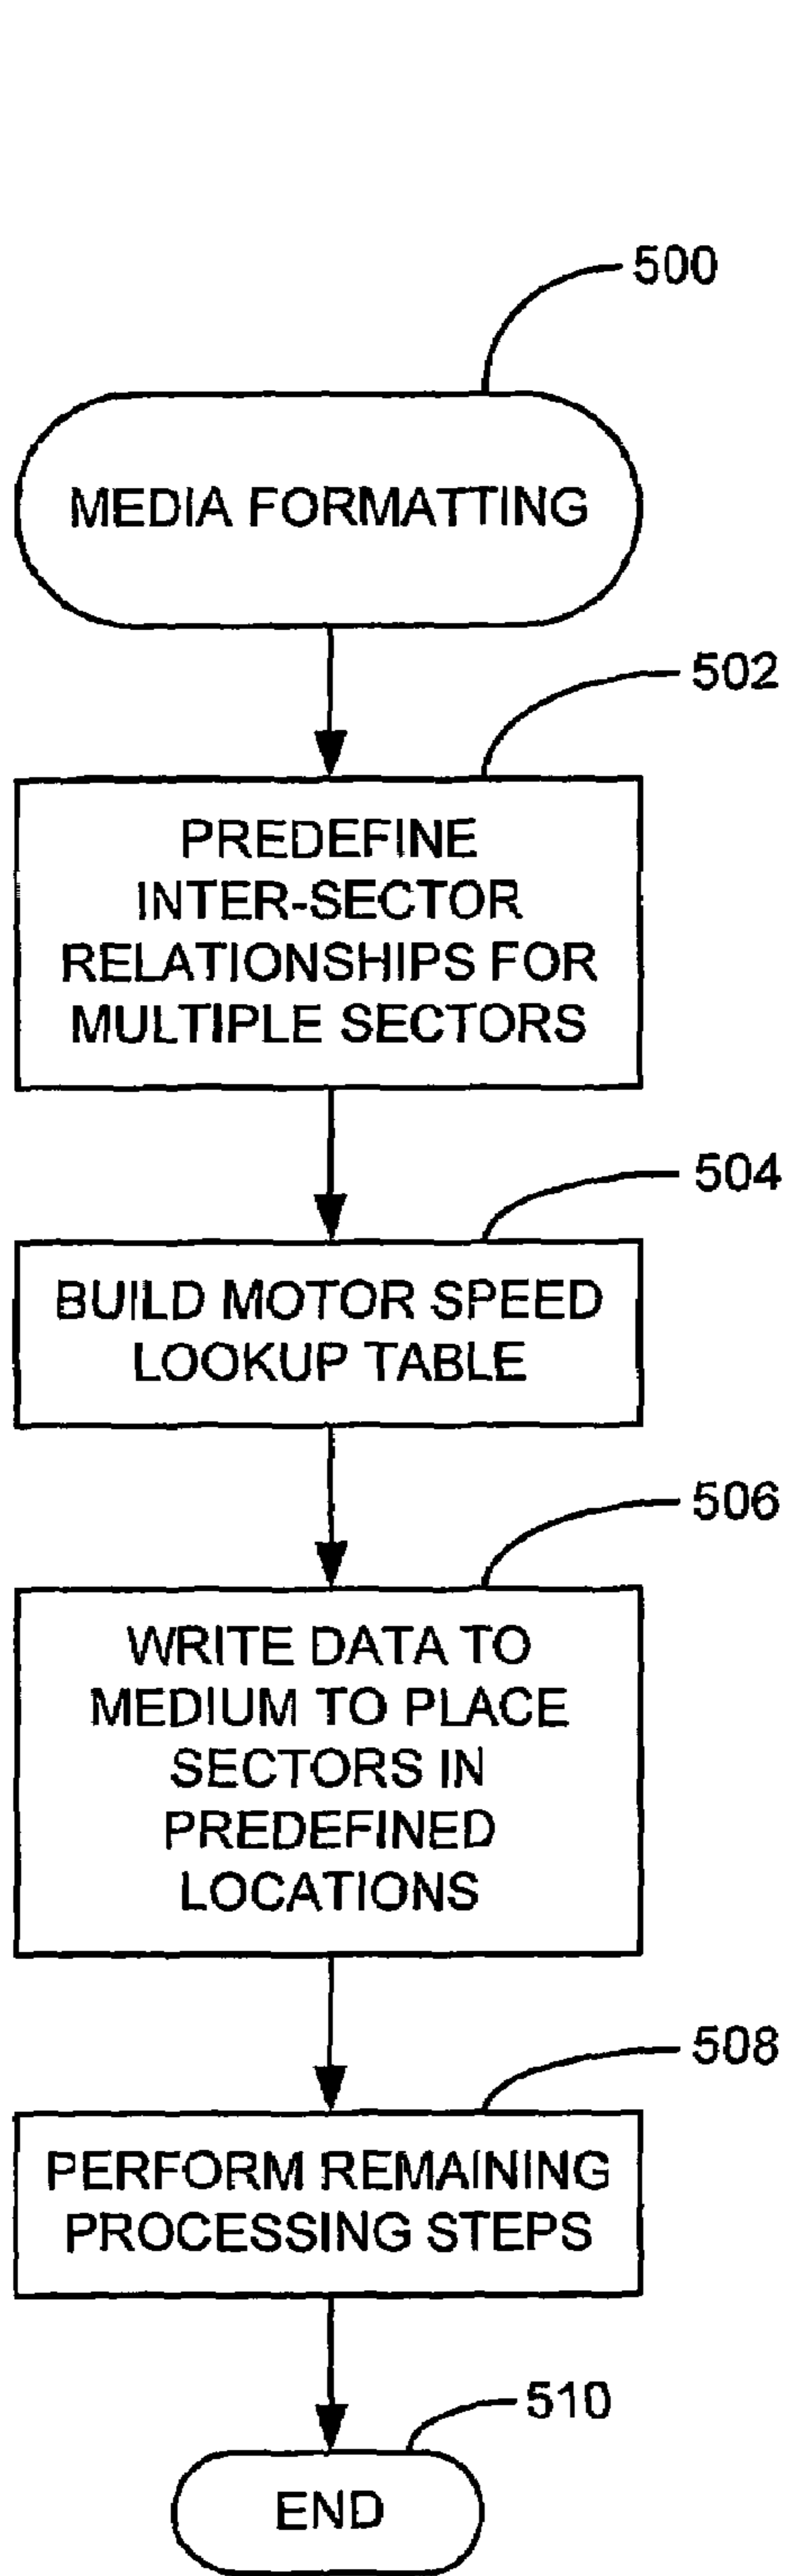 500
MEDIA FORMATTING
502
PREDEFINE
INTER-SECTOR
RELATIONSHIPS FOR
MULTIPLE SECTORS
504
BUILD MOTOR SPEED
LOOKUP TABLE
506
WRITE DATA TO
MEDIUM TO PLACE
SECTORS IN
PREDEFINED
LOCATIONS
508
PERFORM REMAINING
PROCESSING STEPS
510
END